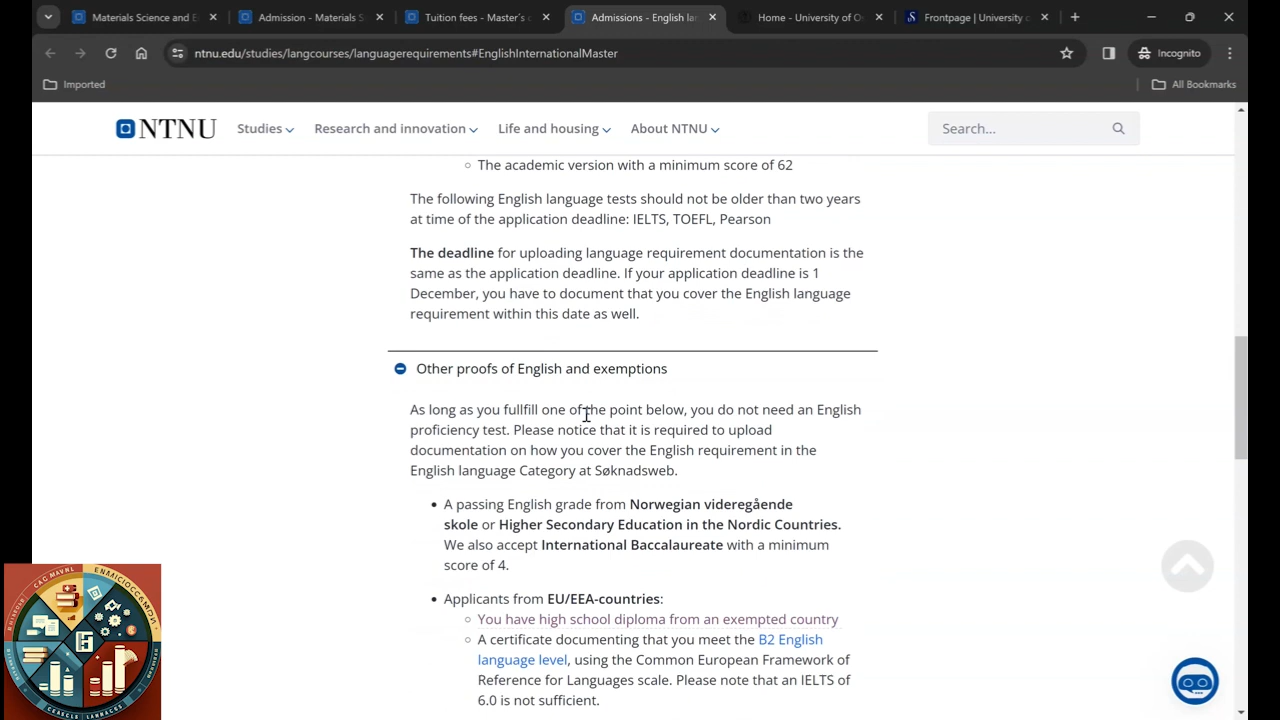 Materials Science and E
Admission - Materials S
Tuition fees - Master's c
Admissions - English lan
Home - University of Os
Frontpage | University o
ntnu.edu/studies/langcourses/languagerequirements#EnglishInternationalMaster
Incognito
Imported
All Bookmarks
NTNU
Studies
Research and innovation
Life and housing
About NTNU
Search...
The academic version with a minimum score of 62
The following English language tests should not be older than two years
at time of the application deadline: IELTS, TOEFL, Pearson
The deadline for uploading language requirement documentation is the
same as the application deadline. If your application deadline is 1
December, you have to document that you cover the English language
requirement within this date as well.
Other proofs of English and exemptions
As long as you fullfill one of the point below, you do not need an English
proficiency test. Please notice that it is required to upload
documentation on how you cover the English requirement in the
English language Category at Søknadsweb.
A passing English grade from Norwegian videregående
skole or Higher Secondary Education in the Nordic Countries.
We also accept International Baccalaureate with a minimum
score of 4.
Applicants from EU/EEA-countries:
You have high school diploma from an exempted country
A certificate documenting that you meet the B2 English
language level, using the Common European Framework of
Reference for Languages scale. Please note that an IELTS of
6.0 is not sufficient.